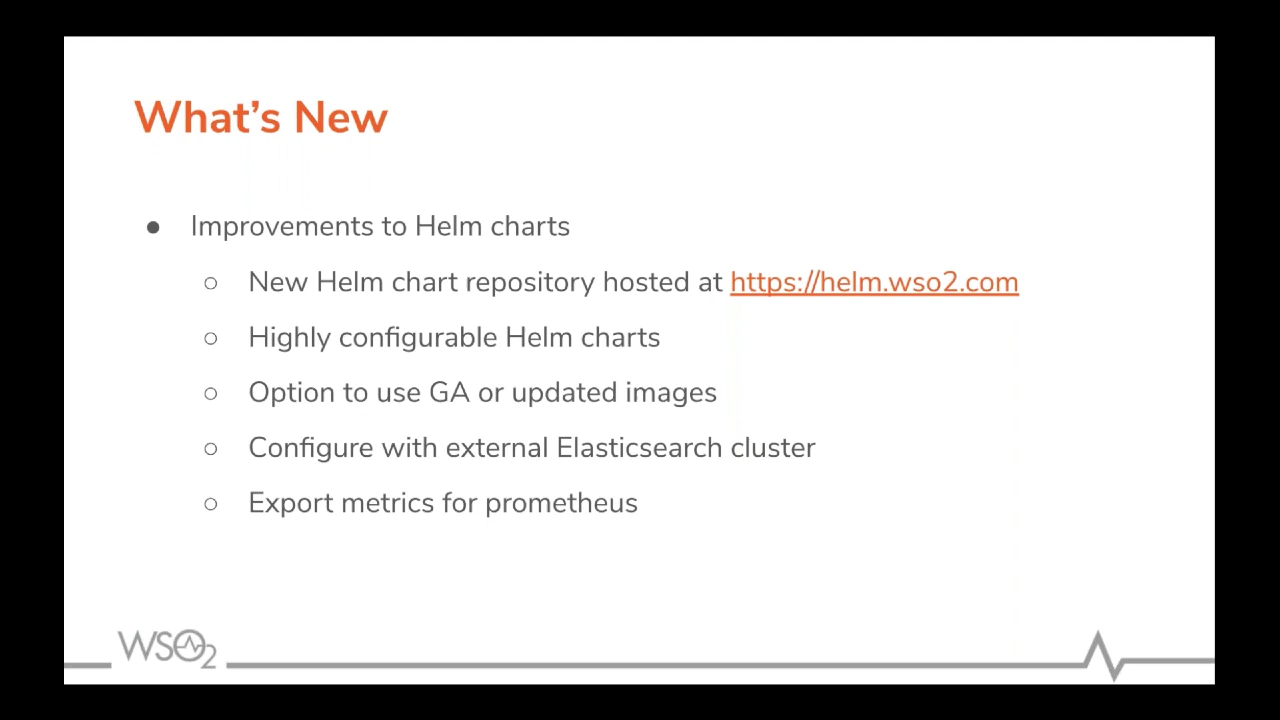 What's New
● Improvements to Helm charts
○ New Helm chart repository hosted at https://helm.wso2.com
○ Highly configurable Helm charts
○ Option to use GA or updated images
○ Configure with external Elasticsearch cluster
○ Export metrics for prometheus
WSO2